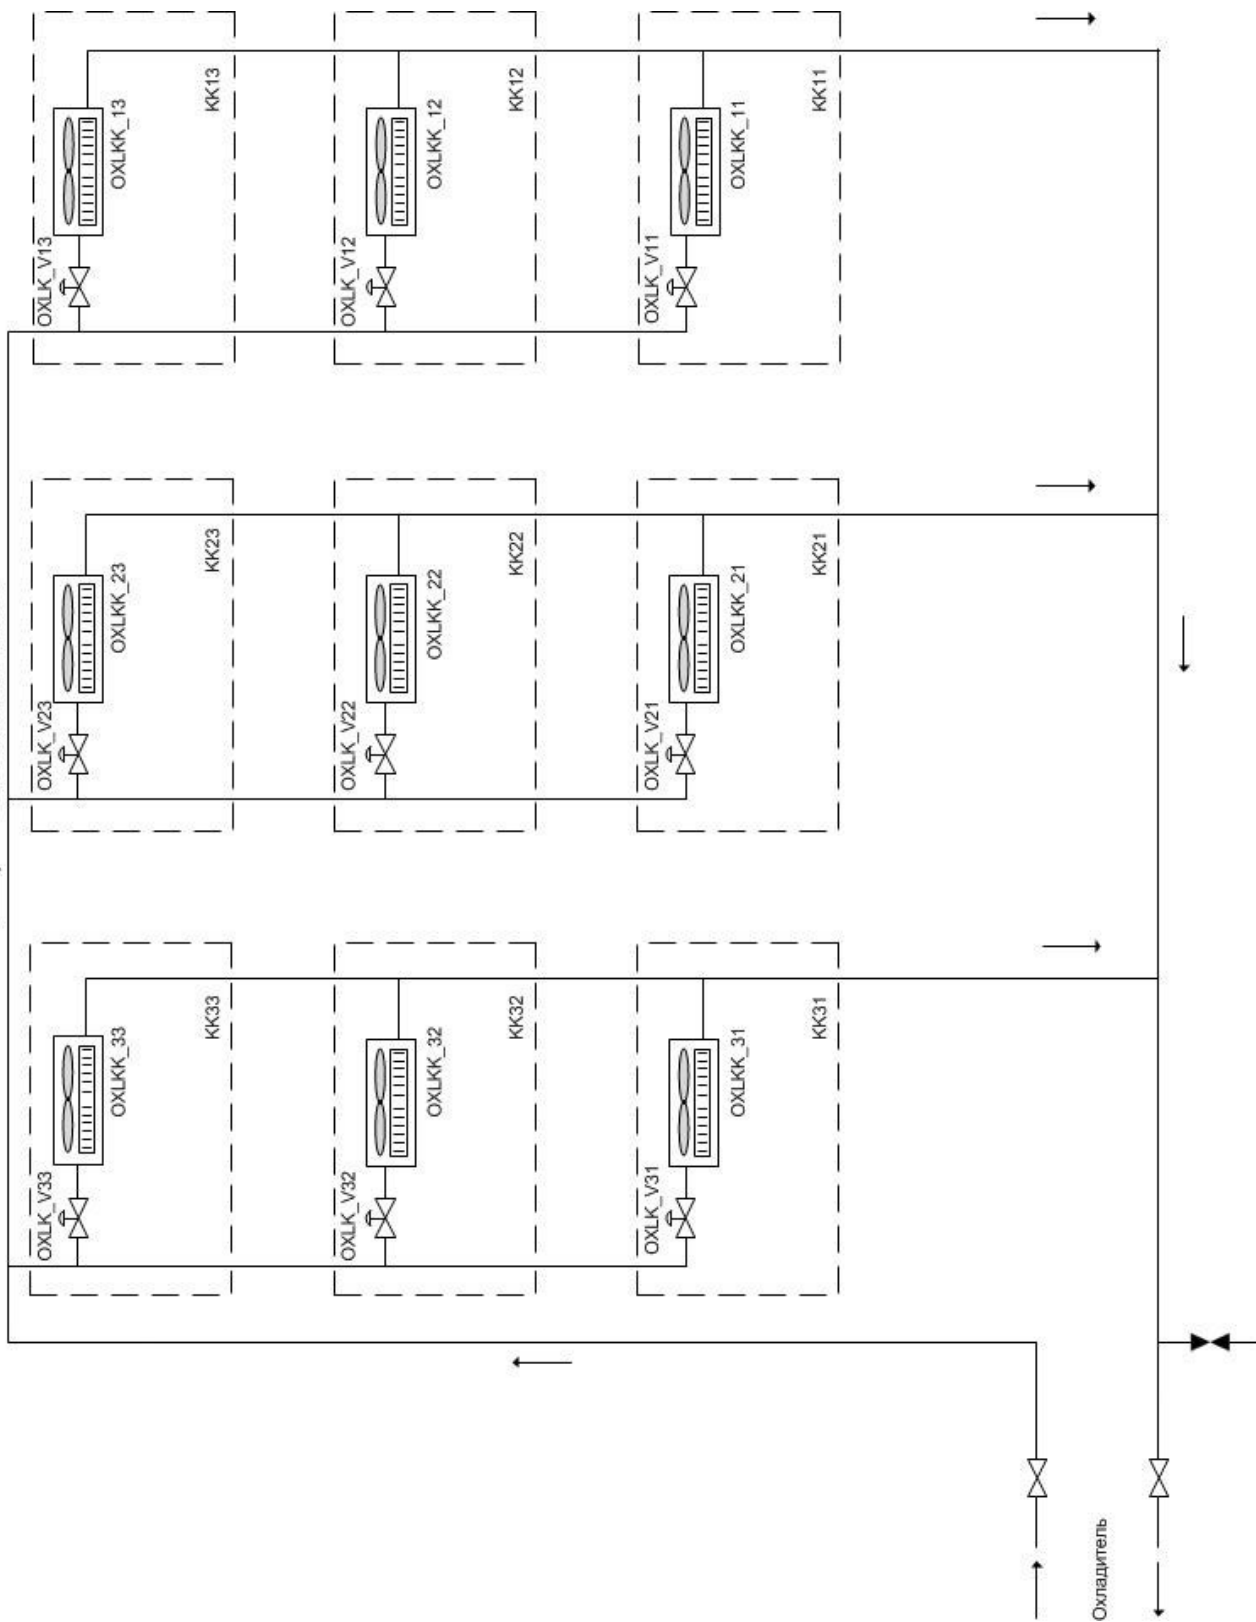 OXLK_V33
OXLK_V23
OXLK_V13
OXLKK_33
OXLKK_23
OXLKK_13
KK33
KK23
KK13
OXLK_V32
OXLK_V22
OXLK_V12
OXLKK_32
OXLKK_22
OXLKK_12
KK32
KK22
KK12
OXLK_V31
OXLK_V21
OXLK_V11
OXLKK_31
OXLKK_21
OXLKK_11
KK31
KK21
KK11
Охладитель